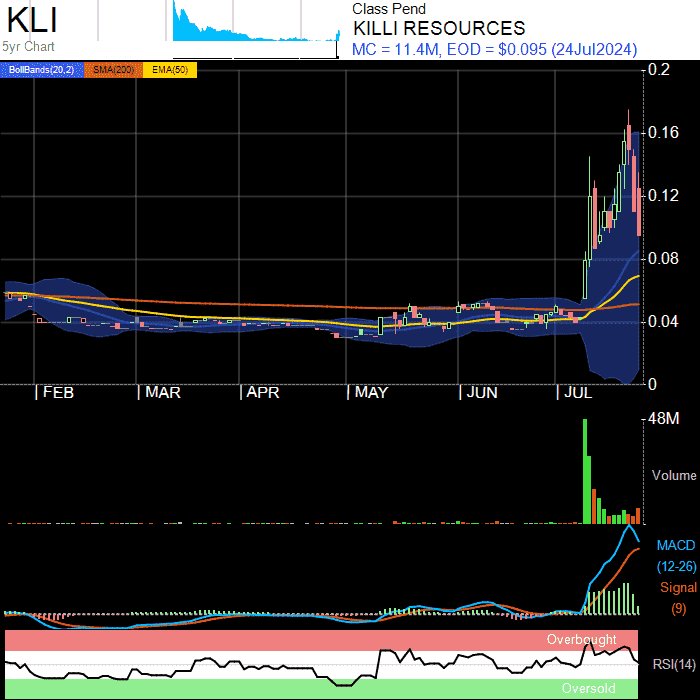 KLI
5yr Chart
Class Pend
KILLI RESOURCES
MC = 11.4M, EOD = $0.095 (24Jul2024)
BollBands(20,2) SMA(200) EMA(50)
0.2
0.16
0.12
0.08
0.04
0
| FEB | MAR | APR | MAY | JUN | JUL
48M
Volume
MACD
(12-26)
Signal
(9)
Overbought
RSI(14)
Oversold